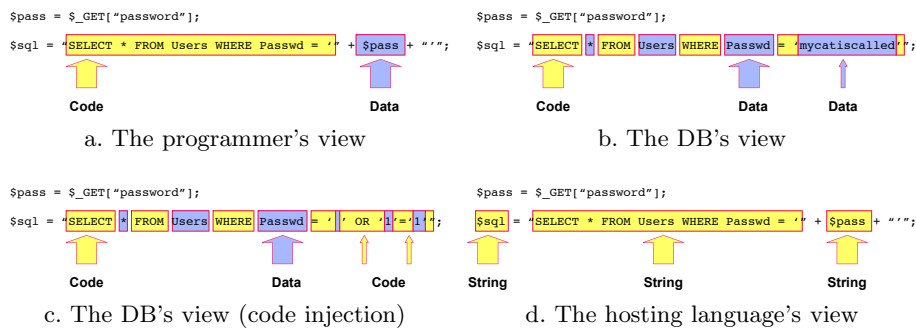 $pass = $_GET["password"];
$sql = "SELECT * FROM Users WHERE Passwd = '" + $pass + "'";
Code
Data
a. The programmer's view
$pass = $_GET["password"];
$sql = "SELECT * FROM Users WHERE Passwd = 'mycatiscalled'";
Code
Data
Data
b. The DB's view
$pass = $_GET["password"];
$sql = "SELECT * FROM Users WHERE Passwd = '' OR '1'='1'";
Code
Data
Code
c. The DB's view (code injection)
$pass = $_GET["password"];
$sql = "SELECT * FROM Users WHERE Passwd = '" + $pass + "'";
String
String
String
d. The hosting language's view